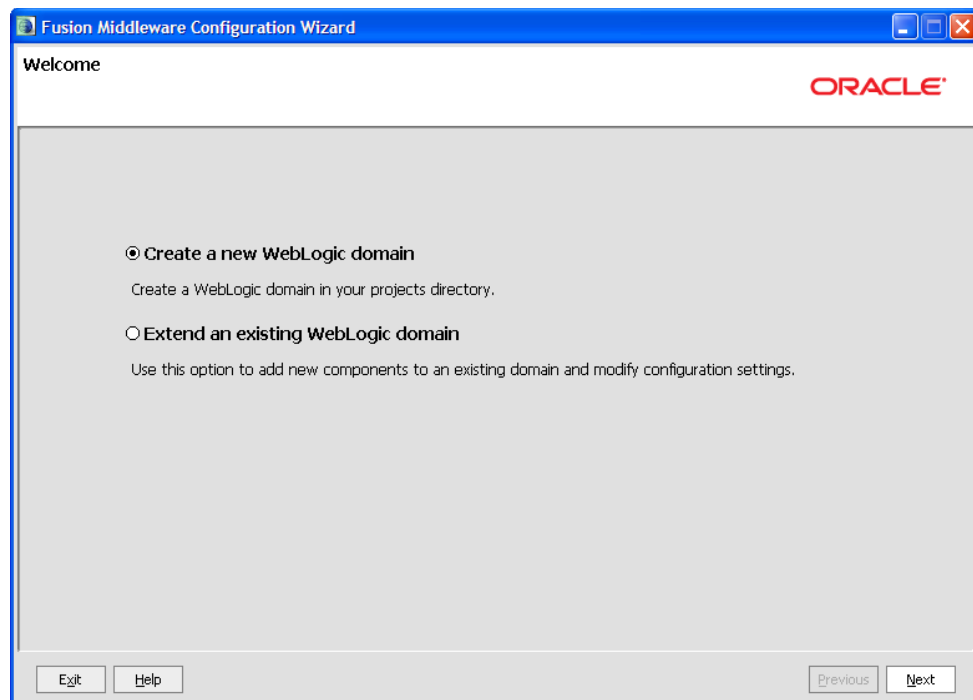 Fusion Middleware Configuration Wizard
Welcome
ORACLE
Create a new WebLogic domain
Create a WebLogic domain in your projects directory.
Extend an existing WebLogic domain
Use this option to add new components to an existing domain and modify configuration settings.
Exit Help Previous Next